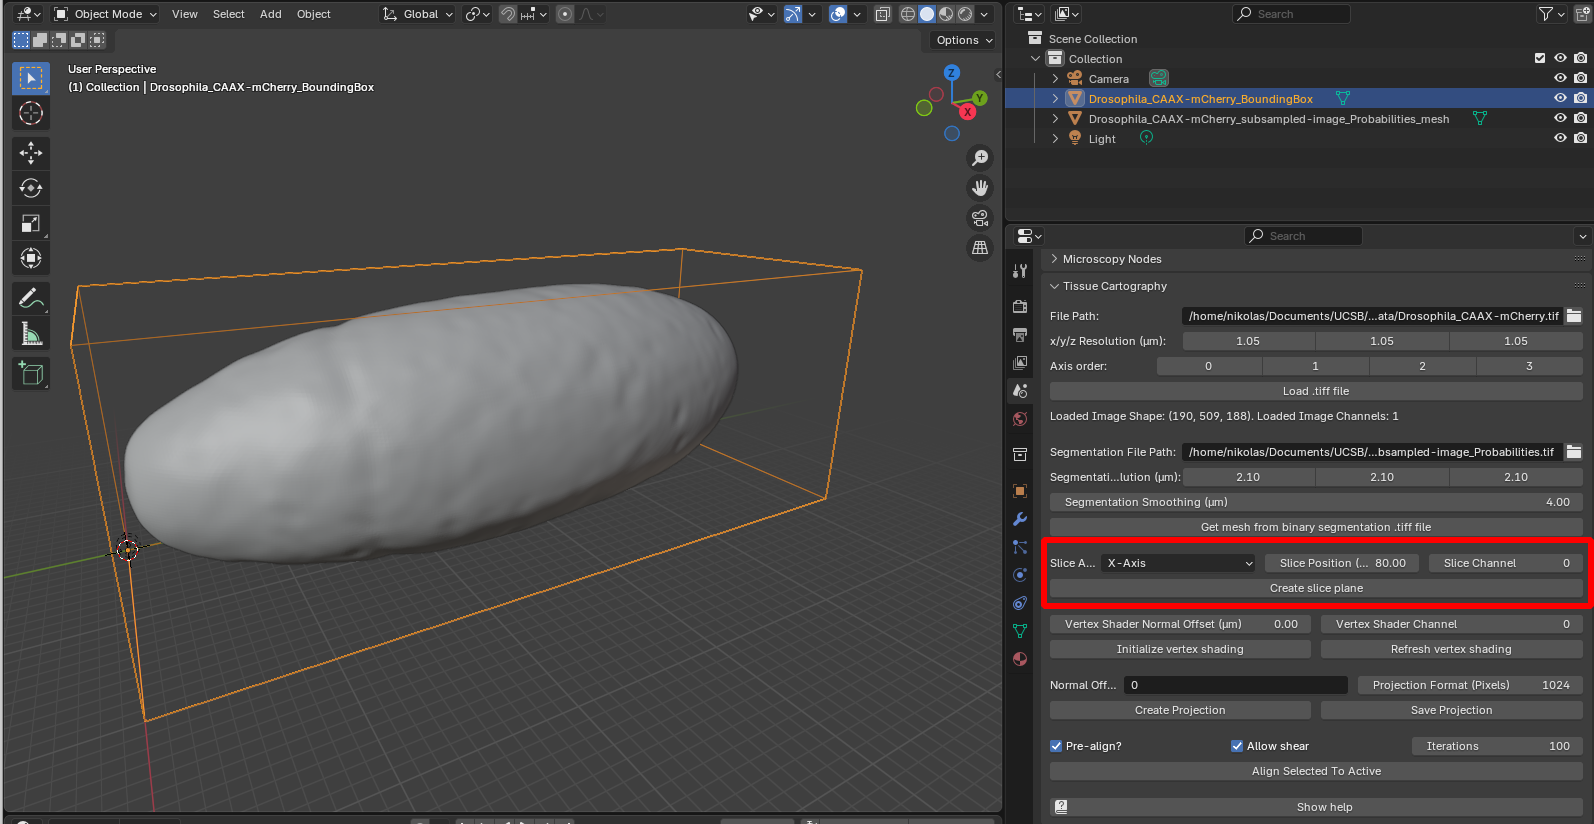 Object Mode View Select Add Object Global
Options
User Perspective
(1) Collection | Drosophila_CAAX-mCherry_BoundingBox
Z
Y
X
Search
Scene Collection
Collection
Camera
Drosophila_CAAX-mCherry_BoundingBox
Drosophila_CAAX-mCherry_subsampled-image_Probabilities_mesh
Light
Search
Microscopy Nodes
Tissue Cartography
File Path: /home/nikolas/Documents/UCSB/...ata/Drosophila_CAAX-mCherry.tif
x/y/z Resolution (µm): 1.05 1.05 1.05
Axis order: 0 1 2 3
Load .tiff file
Loaded Image Shape: (190, 509, 188). Loaded Image Channels: 1
Segmentation File Path: /home/nikolas/Documents/UCSB/...bsampled-image_Probabilities.tif
Segmentati...lution (µm): 2.10 2.10 2.10
Segmentation Smoothing (µm) 4.00
Get mesh from binary segmentation .tiff file
Slice A... X-Axis Slice Position (... 80.00 Slice Channel 0
Create slice plane
Vertex Shader Normal Offset (µm) 0.00 Vertex Shader Channel 0
Initialize vertex shading Refresh vertex shading
Normal Off... 0 Projection Format (Pixels) 1024
Create Projection Save Projection
Pre-align? Allow shear Iterations 100
Align Selected To Active
Show help